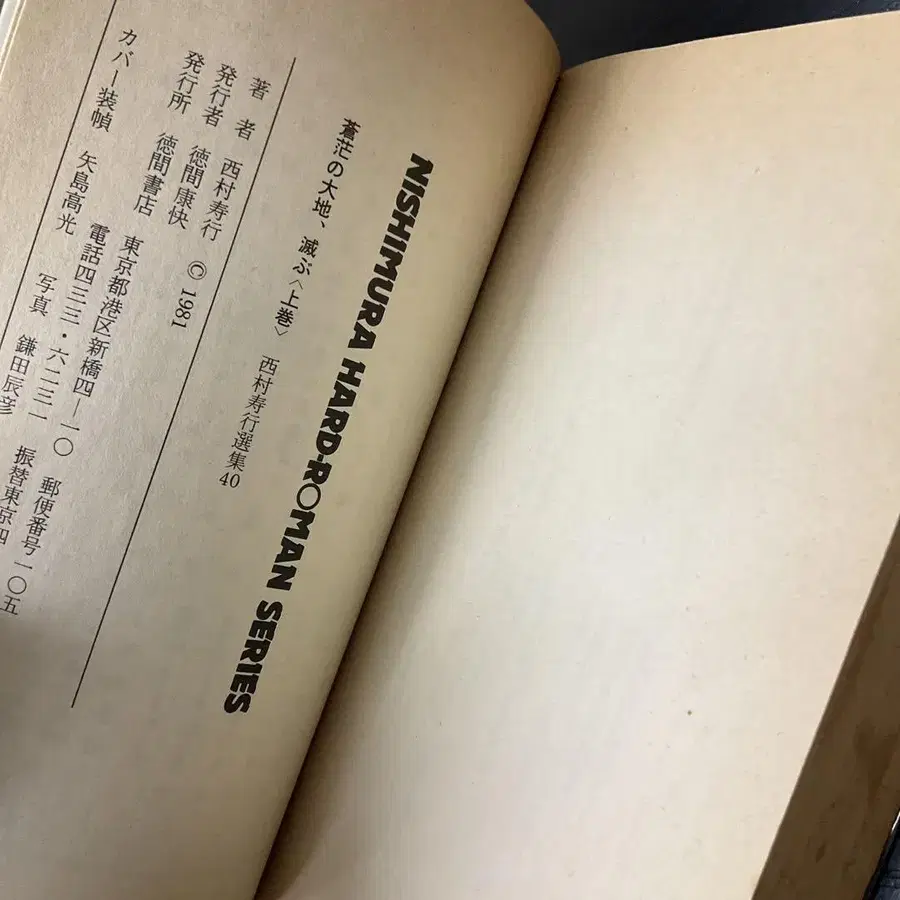 NISHIMURA HARD-ROMAN SERIES
蒼茫の大地、滅ぶ〈上巻〉 西村寿行選集40
著者 西村寿行 © 1981
発行者 徳間康快
発行所 徳間書店 東京都港区新橋四―一〇 郵便番号一〇五
電話四三三・六二三一 振替東京四
カバー装幀 矢島高光 写真 鎌田辰彦